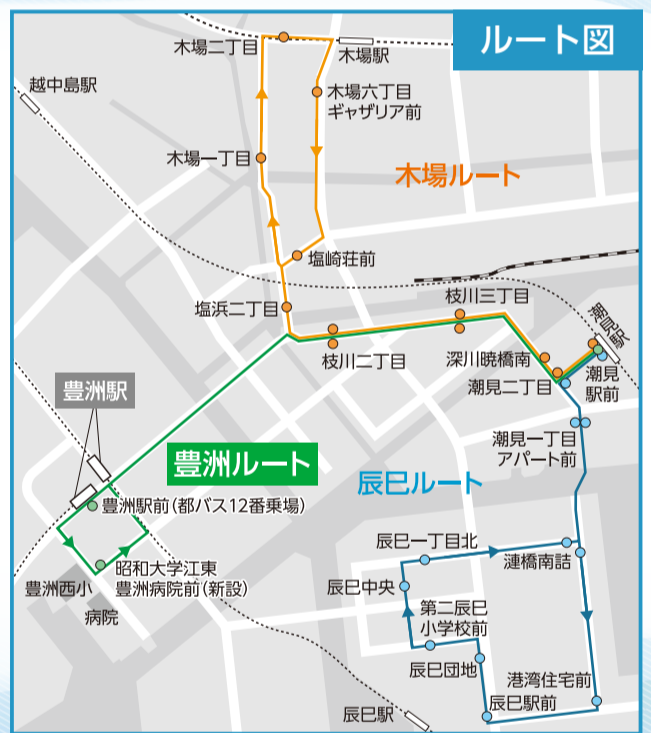 ルート図
木場二丁目
木場駅
越中島駅
木場六丁目
ギャザリア前
木場一丁目
木場ルート
塩崎荘前
塩浜二丁目
枝川三丁目
潮見駅
枝川二丁目
深川暁橋南
潮見二丁目
潮見
駅前
豊洲駅
潮見一丁目
アパート前
豊洲ルート
辰巳ルート
豊洲駅前(都バス12番乗場)
辰巳一丁目北
漣橋南詰
昭和大学江東
豊洲病院前(新設)
豊洲西小
病院
辰巳中央
第二辰巳
小学校前
辰巳団地
港湾住宅前
辰巳駅前
辰巳駅